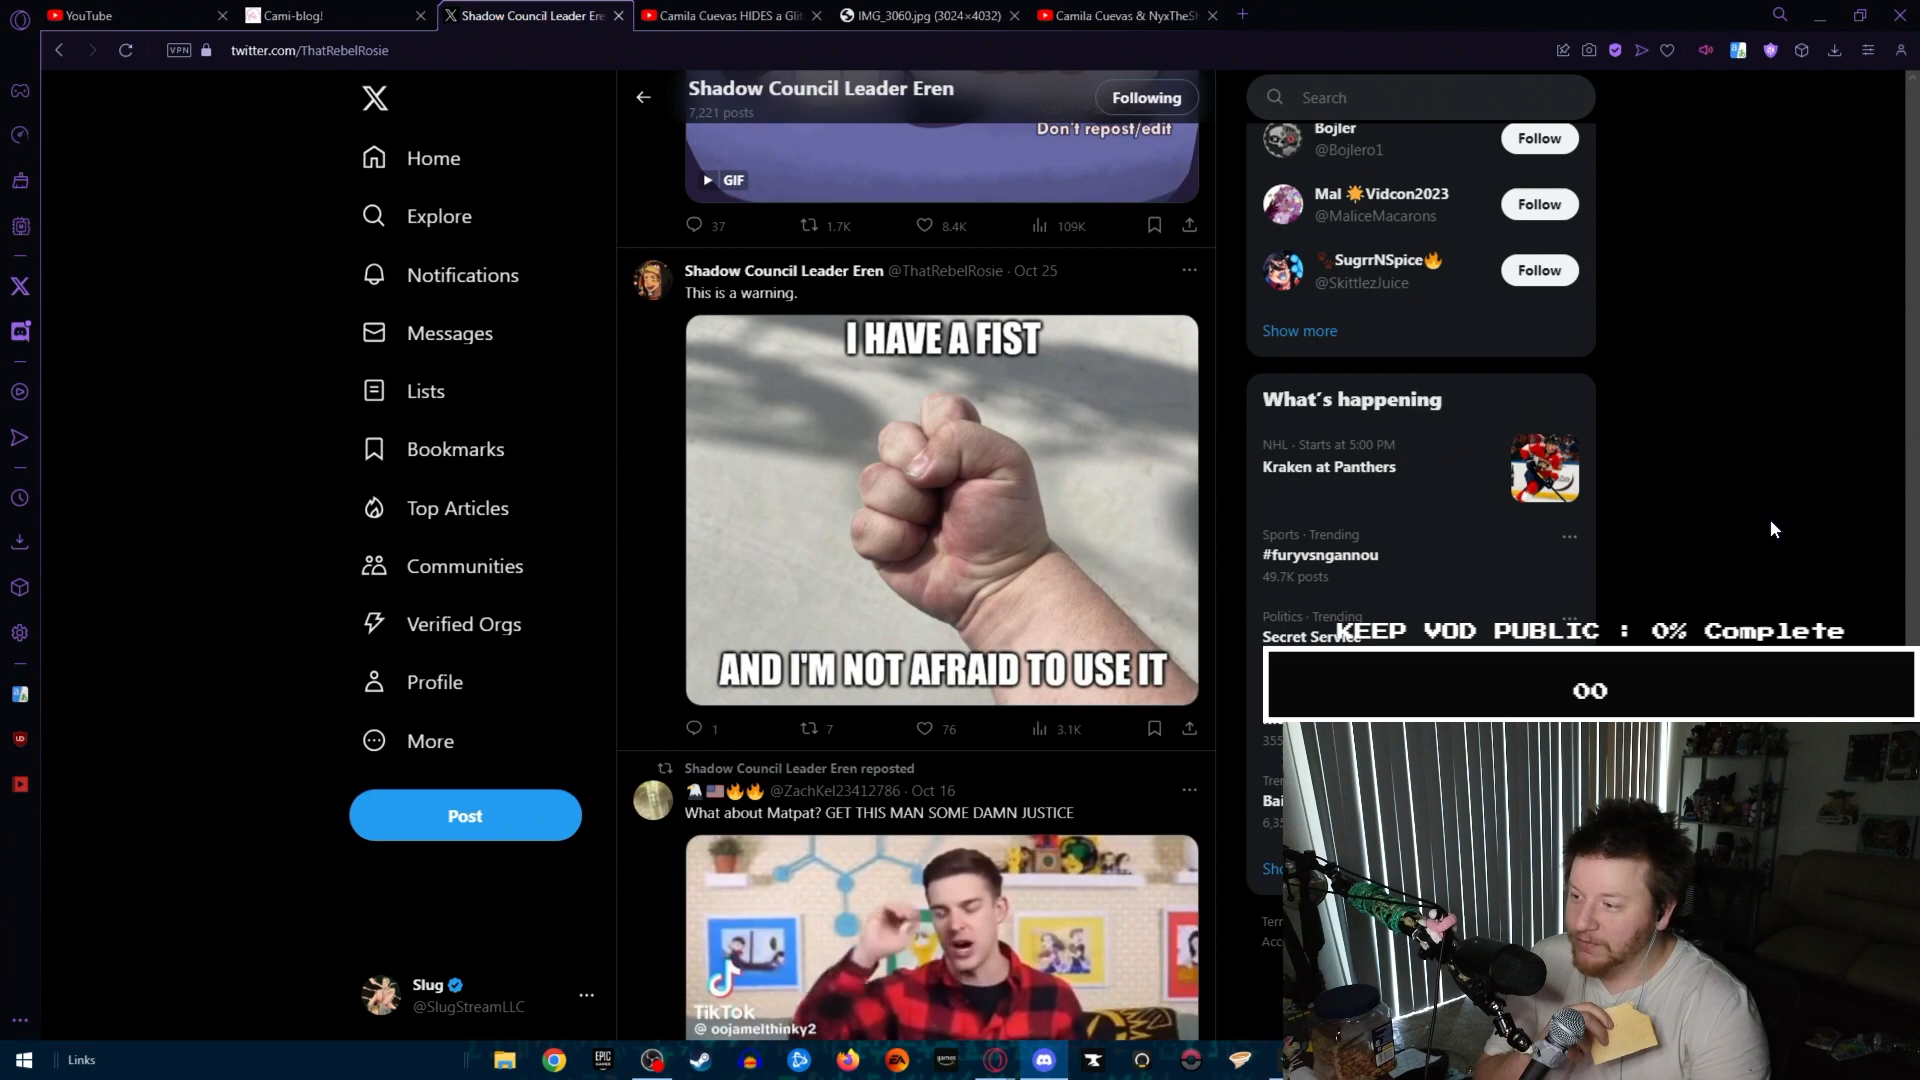 YouTube
Cami-blog!
Shadow Council Leader Ere
Camila Cuevas HIDES a Gli
IMG_3060.jpg (3024×4032)
Camila Cuevas & NyxTheSh
VPN
twitter.com/ThatRebelRosie
Home
Explore
Notifications
Messages
Lists
Bookmarks
Top Articles
Communities
Verified Orgs
Profile
More
Post
Slug
@SlugStreamLLC
Shadow Council Leader Eren
7,221 posts
Following
Don't repost/edit
GIF
37
1.7K
8.4K
109K
Shadow Council Leader Eren @ThatRebelRosie · Oct 25
This is a warning.
I HAVE A FIST
AND I'M NOT AFRAID TO USE IT
1
7
76
3.1K
Shadow Council Leader Eren reposted
@ZachKel23412786 · Oct 16
What about Matpat? GET THIS MAN SOME DAMN JUSTICE
TikTok
@ oojamelthinky2
Search
Bojler
@Bojlero1
Follow
Mal 🌟Vidcon2023
@MaliceMacarons
Follow
🐾SugrrNSpice🔥
@SkittlezJuice
Follow
Show more
What's happening
NHL · Starts at 5:00 PM
Kraken at Panthers
Sports · Trending
#furyvsngannou
49.7K posts
Politics · Trending
Secret Service
KEEP VOD PUBLIC : 0% Complete
00
355
Tre
Bai
6,35
Sho
Terr
Acc
Links
EPIC GAMES
EA
games